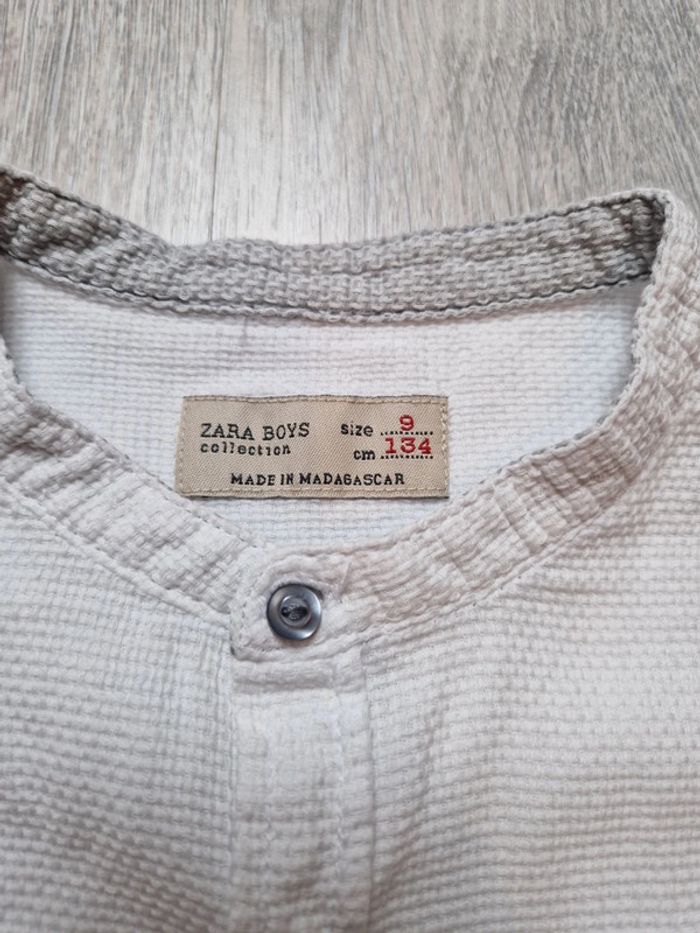 ZARA BOYS size 9
collection cm 134
MADE IN MADAGASCAR